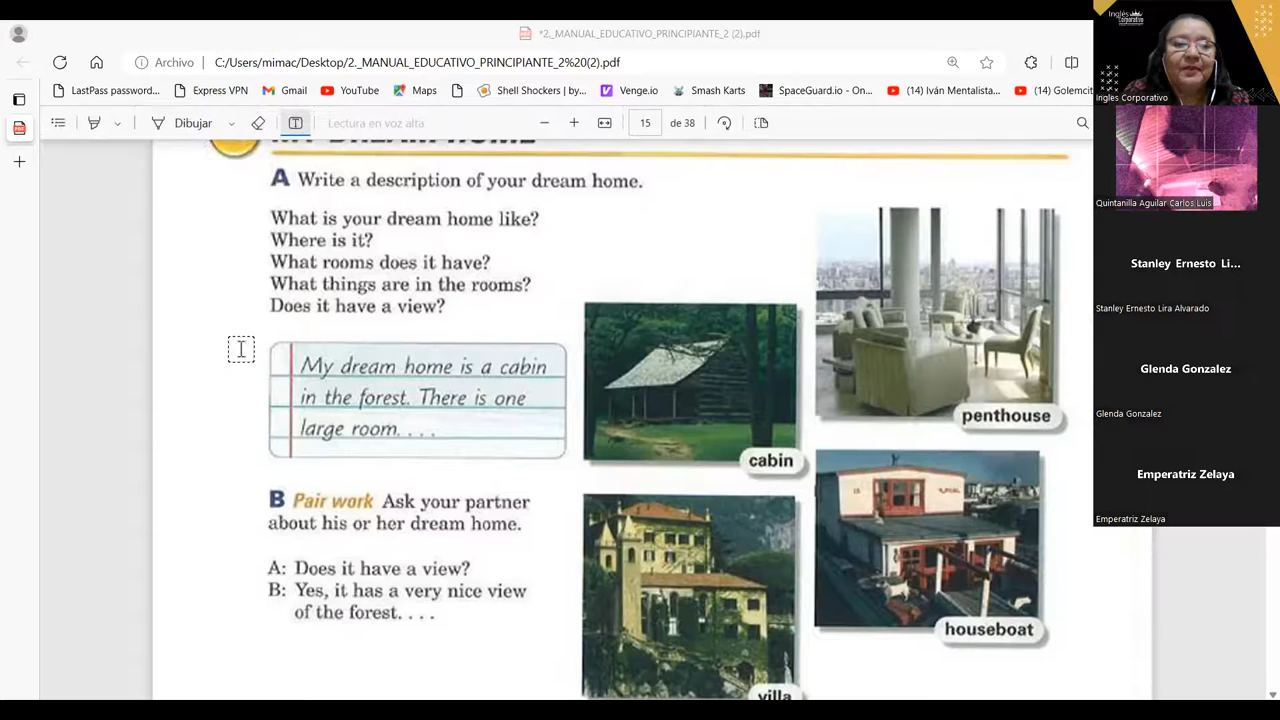 *2._MANUAL_EDUCATIVO_PRINCIPIANTE_2 (2).pdf
Archivo
C:/Users/mimac/Desktop/2._MANUAL_EDUCATIVO_PRINCIPIANTE_2%20(2).pdf
LastPass password...
Express VPN
Gmail
YouTube
Maps
Shell Shockers | by...
Venge.io
Smash Karts
SpaceGuard.io - On...
(14) Iván Mentalista...
(14) Golemcit
Dibujar
Lectura en voz alta
15
de 38
MY DREAM HOME
A Write a description of your dream home.
What is your dream home like?
Where is it?
What rooms does it have?
What things are in the rooms?
Does it have a view?
My dream home is a cabin
in the forest. There is one
large room. . . .
penthouse
cabin
B Pair work Ask your partner
about his or her dream home.
A: Does it have a view?
B: Yes, it has a very nice view
of the forest. . . .
houseboat
villa
Inglés
Corporativo
Ingles Corporativo
Quintanilla Aguilar Carlos Luis
Stanley Ernesto Li...
Stanley Ernesto Lira Alvarado
Glenda Gonzalez
Glenda Gonzalez
Emperatriz Zelaya
Emperatriz Zelaya